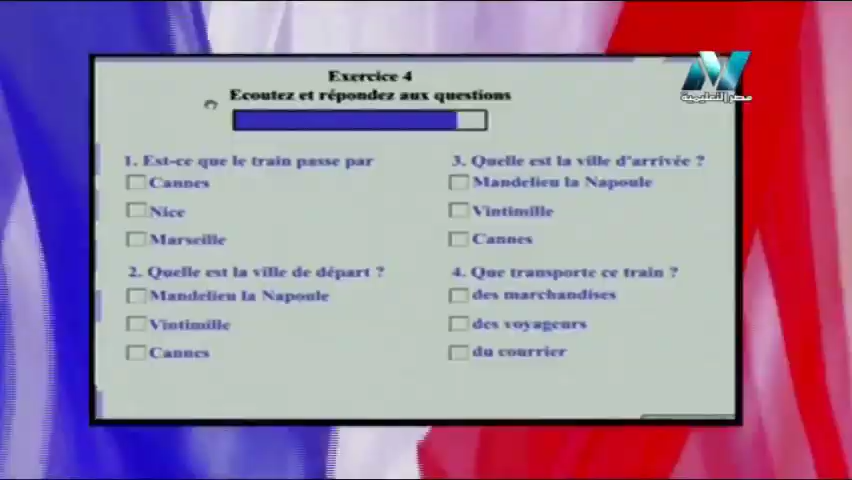 مصر التعليمية
Exercice 4
Ecoutez et répondez aux questions
1. Est-ce que le train passe par
Cannes
Nice
Marseille
2. Quelle est la ville de départ ?
Mandelieu la Napoule
Vintimille
Cannes
3. Quelle est la ville d'arrivée ?
Mandelieu la Napoule
Vintimille
Cannes
4. Que transporte ce train ?
des marchandises
des voyageurs
du courrier